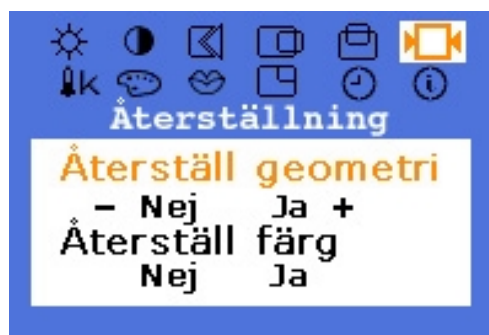 K
Återställning
Återställ geometri
- Nej Ja +
Återställ färg
Nej Ja